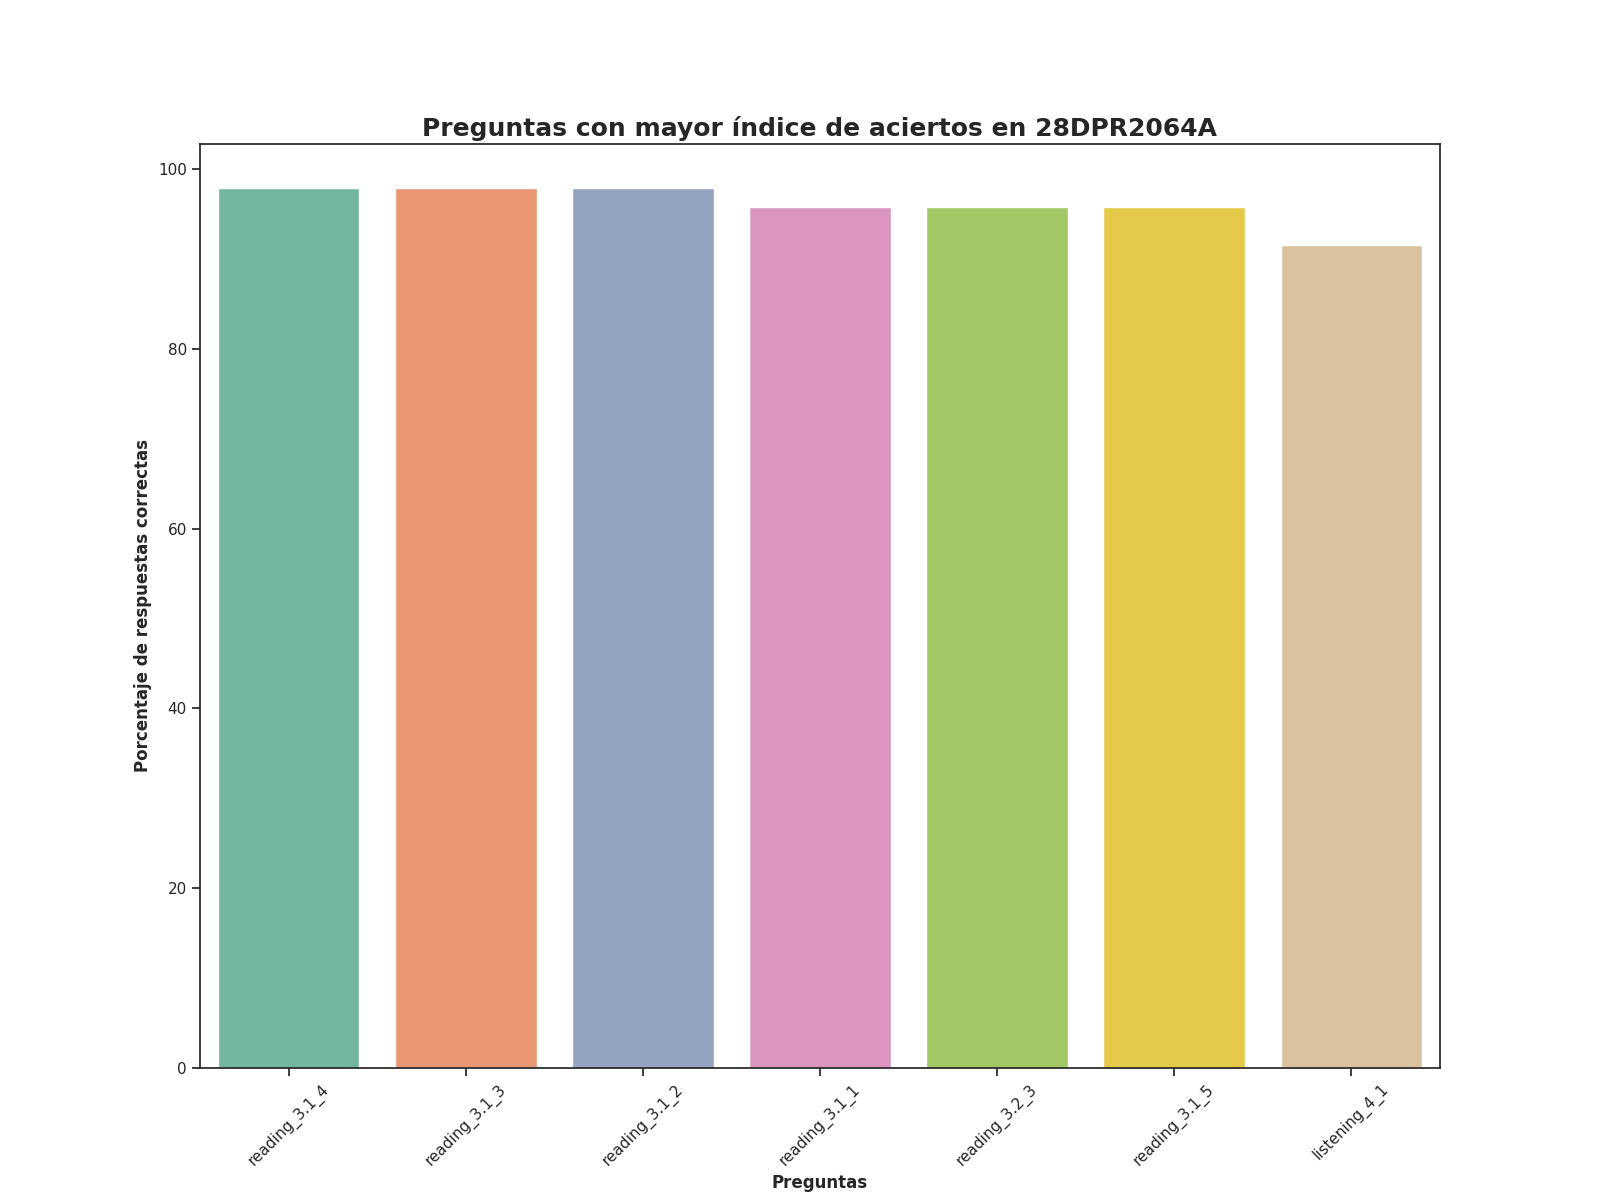 Preguntas con mayor índice de aciertos en 28DPR2064A
Porcentaje de respuestas correctas
100
80
60
40
20
0
reading_3.1_4
reading_3.1_3
reading_3.1_2
reading_3.1_1
reading_3.2_3
reading_3.1_5
listening_4_1
Preguntas